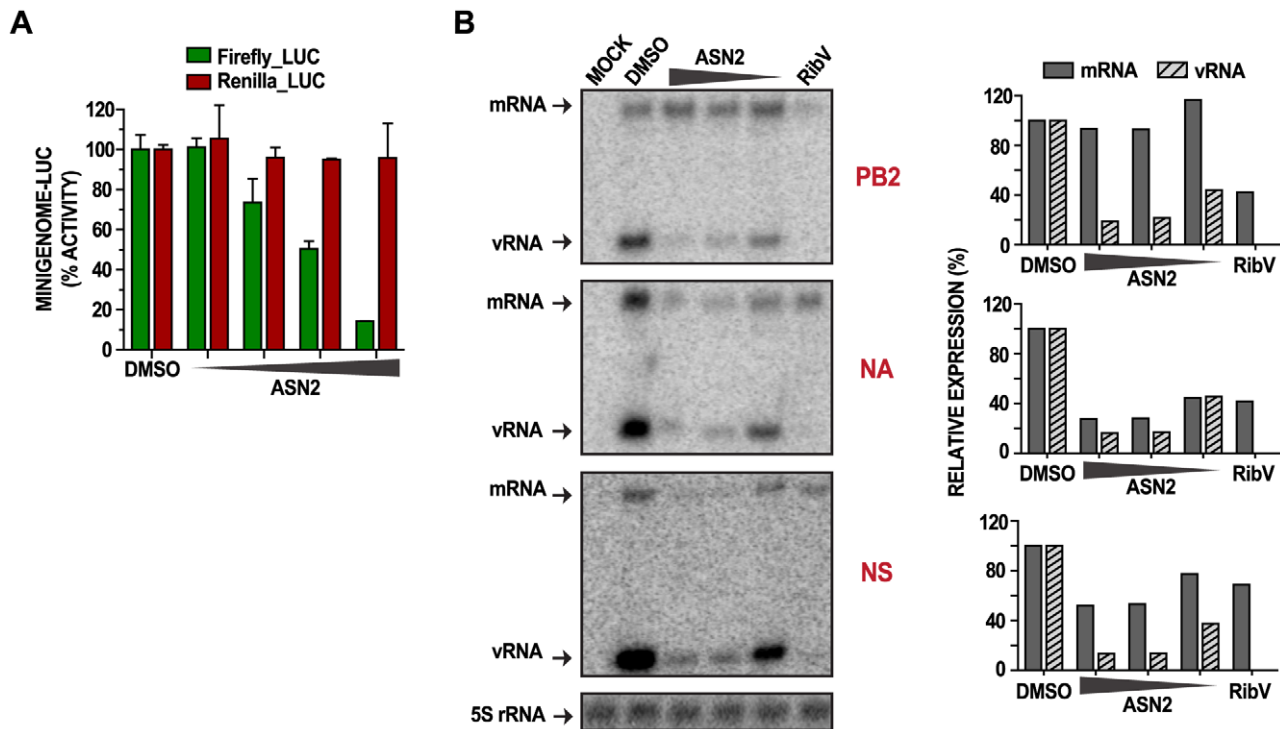 A
Firefly_LUC
Renilla_LUC
MINIGENOME-LUC
(% ACTIVITY)
120
100
80
60
40
20
0
DMSO
ASN2
B
MOCK
DMSO
ASN2
RibV
mRNA
vRNA
PB2
mRNA
vRNA
NA
mRNA
vRNA
NS
5S rRNA
mRNA
vRNA
RELATIVE EXPRESSION (%)
120
80
40
0
DMSO
ASN2
RibV
120
80
40
0
DMSO
ASN2
RibV
120
80
40
0
DMSO
ASN2
RibV